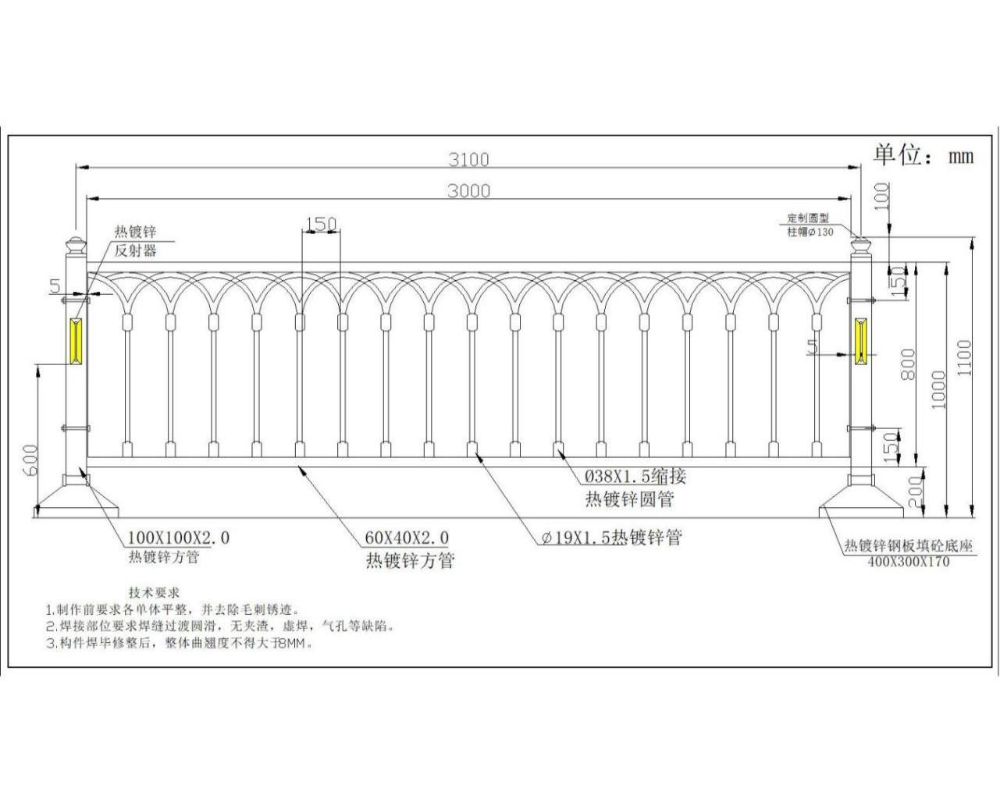 单位：mm
3100
3000
150
100
定制圆型
柱帽Ø130
热镀锌
反射器
5
150
5
800
1000
1100
600
150
200
Ø38X1.5缩接
热镀锌圆管
Ø19X1.5热镀锌管
100X100X2.0
热镀锌方管
60X40X2.0
热镀锌方管
热镀锌钢板填砼底座
400X300X170
技术要求
1.制作前要求各单体平整，并去除毛刺锈迹。
2.焊接部位要求焊缝过渡圆滑，无夹渣，虚焊，气孔等缺陷。
3.构件焊毕修整后，整体曲翘度不得大于8MM。